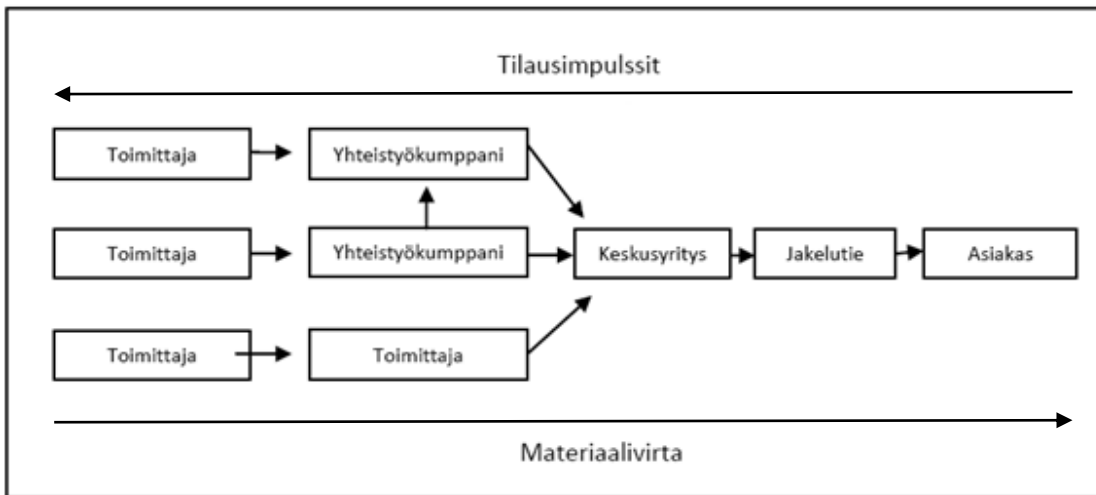 Tilausimpulssit
Toimittaja
Yhteistyökumppani
Toimittaja
Yhteistyökumppani
Keskusyritys
Jakelutie
Asiakas
Toimittaja
Toimittaja
Materiaalivirta